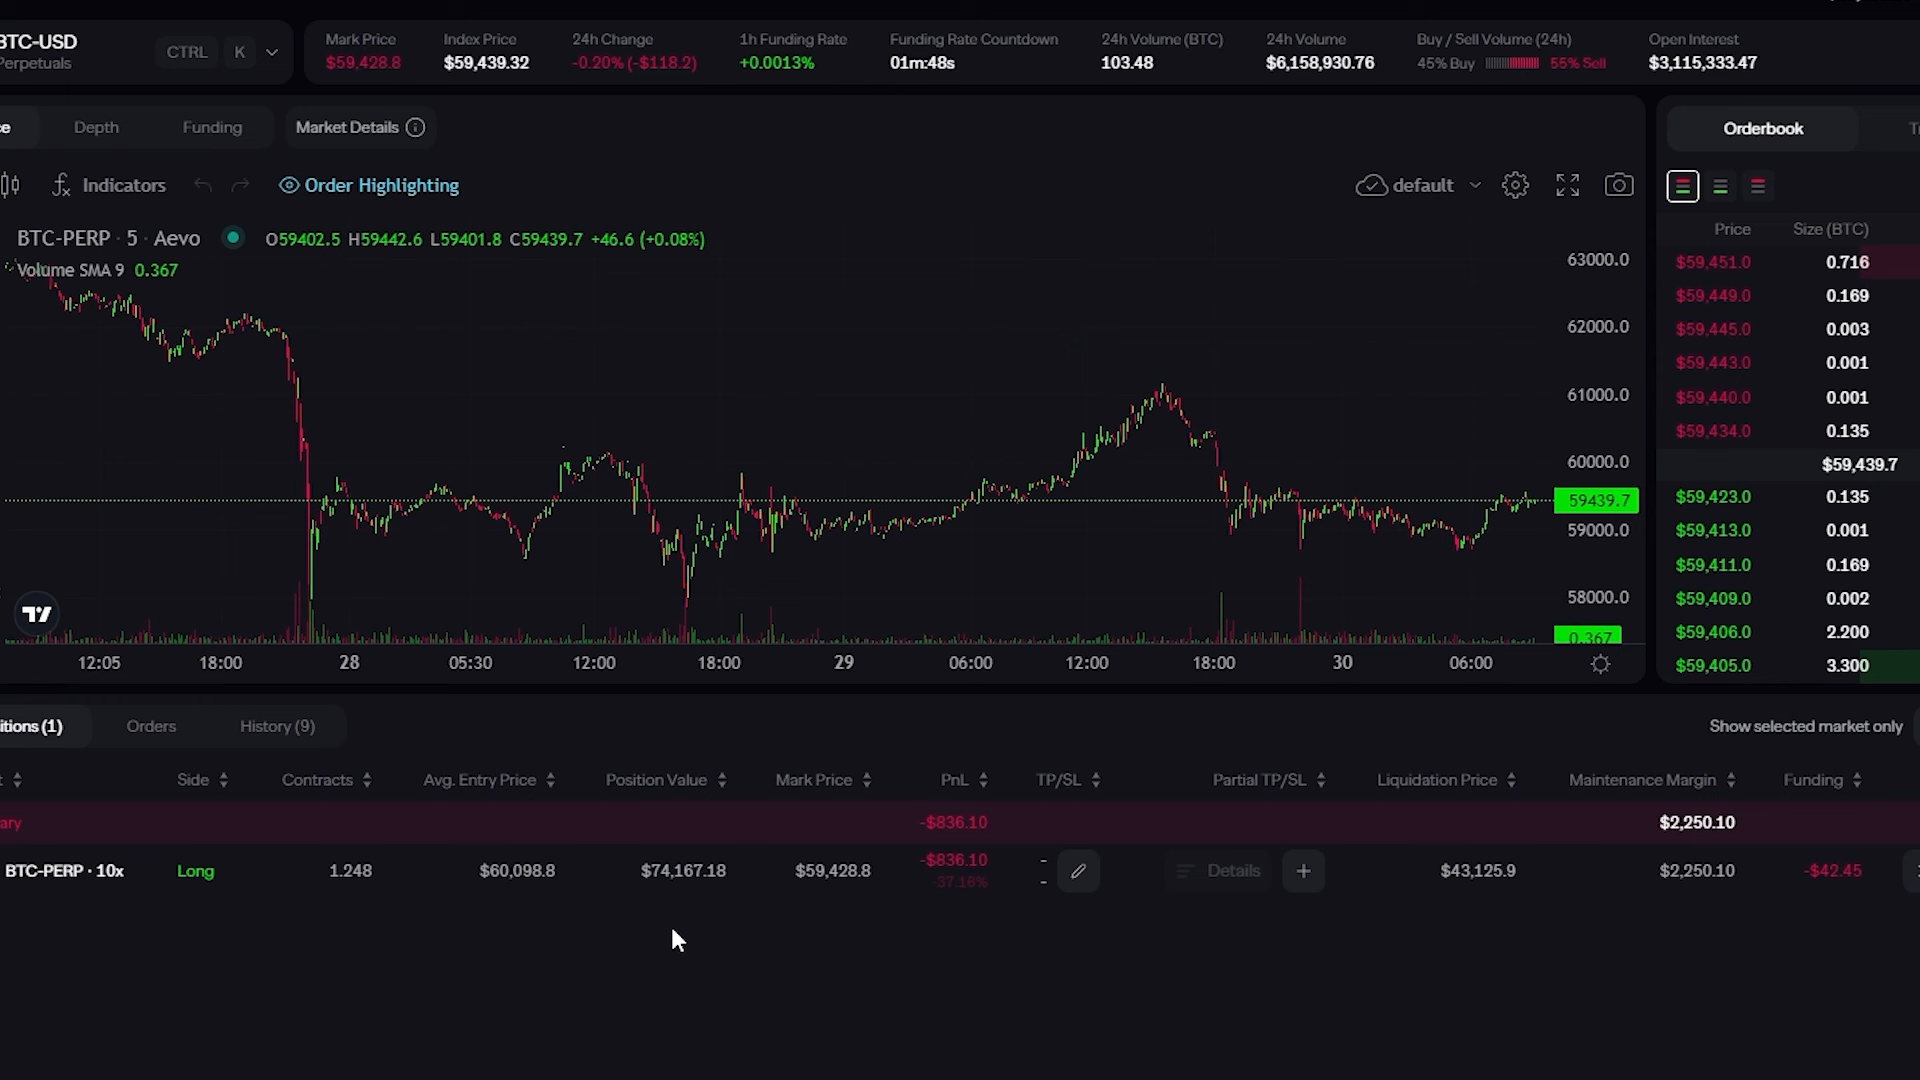 BTC-USD
Perpetuals
CTRL K
Mark Price
$59,428.8
Index Price
$59,439.32
24h Change
-0.20% (-$118.2)
1h Funding Rate
+0.0013%
Funding Rate Countdown
01m:48s
24h Volume (BTC)
103.48
24h Volume
$6,158,930.76
Buy / Sell Volume (24h)
45% Buy 55% Sell
Open Interest
$3,115,333.47
ce Depth Funding Market Details
Indicators Order Highlighting default
BTC-PERP · 5 · Aevo O59402.5 H59442.6 L59401.8 C59439.7 +46.6 (+0.08%)
Volume SMA 9 0.367
63000.0
62000.0
61000.0
60000.0
59439.7
59000.0
58000.0
0.367
12:05 18:00 28 05:30 12:00 18:00 29 06:00 12:00 18:00 30 06:00
Orderbook
Price Size (BTC)
$59,451.0 0.716
$59,449.0 0.169
$59,445.0 0.003
$59,443.0 0.001
$59,440.0 0.001
$59,434.0 0.135
$59,439.7
$59,423.0 0.135
$59,413.0 0.001
$59,411.0 0.169
$59,409.0 0.002
$59,406.0 2.200
$59,405.0 3.300
itions (1) Orders History (9) Show selected market only
t Side Contracts Avg. Entry Price Position Value Mark Price PnL TP/SL Partial TP/SL Liquidation Price Maintenance Margin Funding
ary -$836.10 $2,250.10
BTC-PERP · 10x Long 1.248 $60,098.8 $74,167.18 $59,428.8 -$836.10 - - Details + $43,125.9 $2,250.10 -$42.45
-37.16%